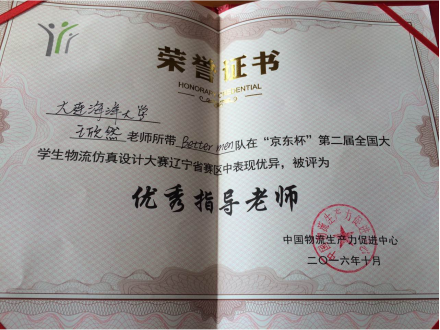 荣誉证书
HONORARY CREDENTIAL
大连海洋大学
王欣然 老师所带 Better men 队在“京东杯”第二届全国大
学生物流仿真设计大赛辽宁省赛区中表现优异，被评为
优秀指导老师
中国物流生产力促进中心
二〇一六年十月